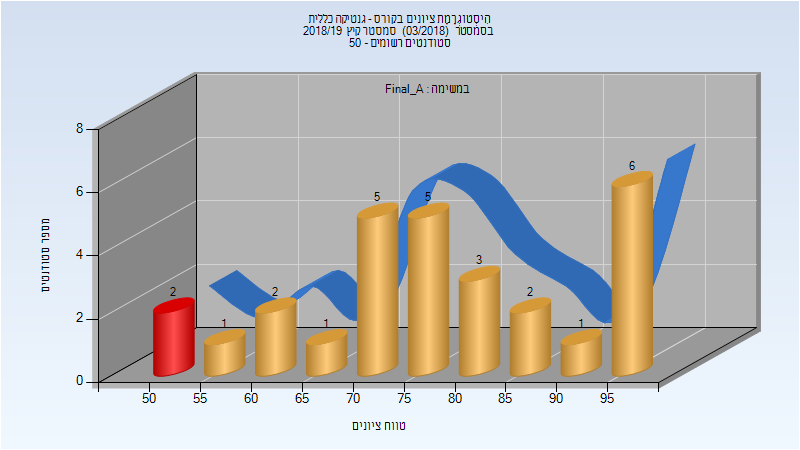 היסטוגרמת ציונים בקורס - גנטיקה כללית
בסמסטר (03/2018) סמסטר קיץ 2018/19
סטודנטים רשומים - 50
במשימה : Final_A
מספר סטודנטים
8
6
4
2
0
2
1
2
1
5
5
3
2
1
6
50 55 60 65 70 75 80 85 90 95
טווח ציונים